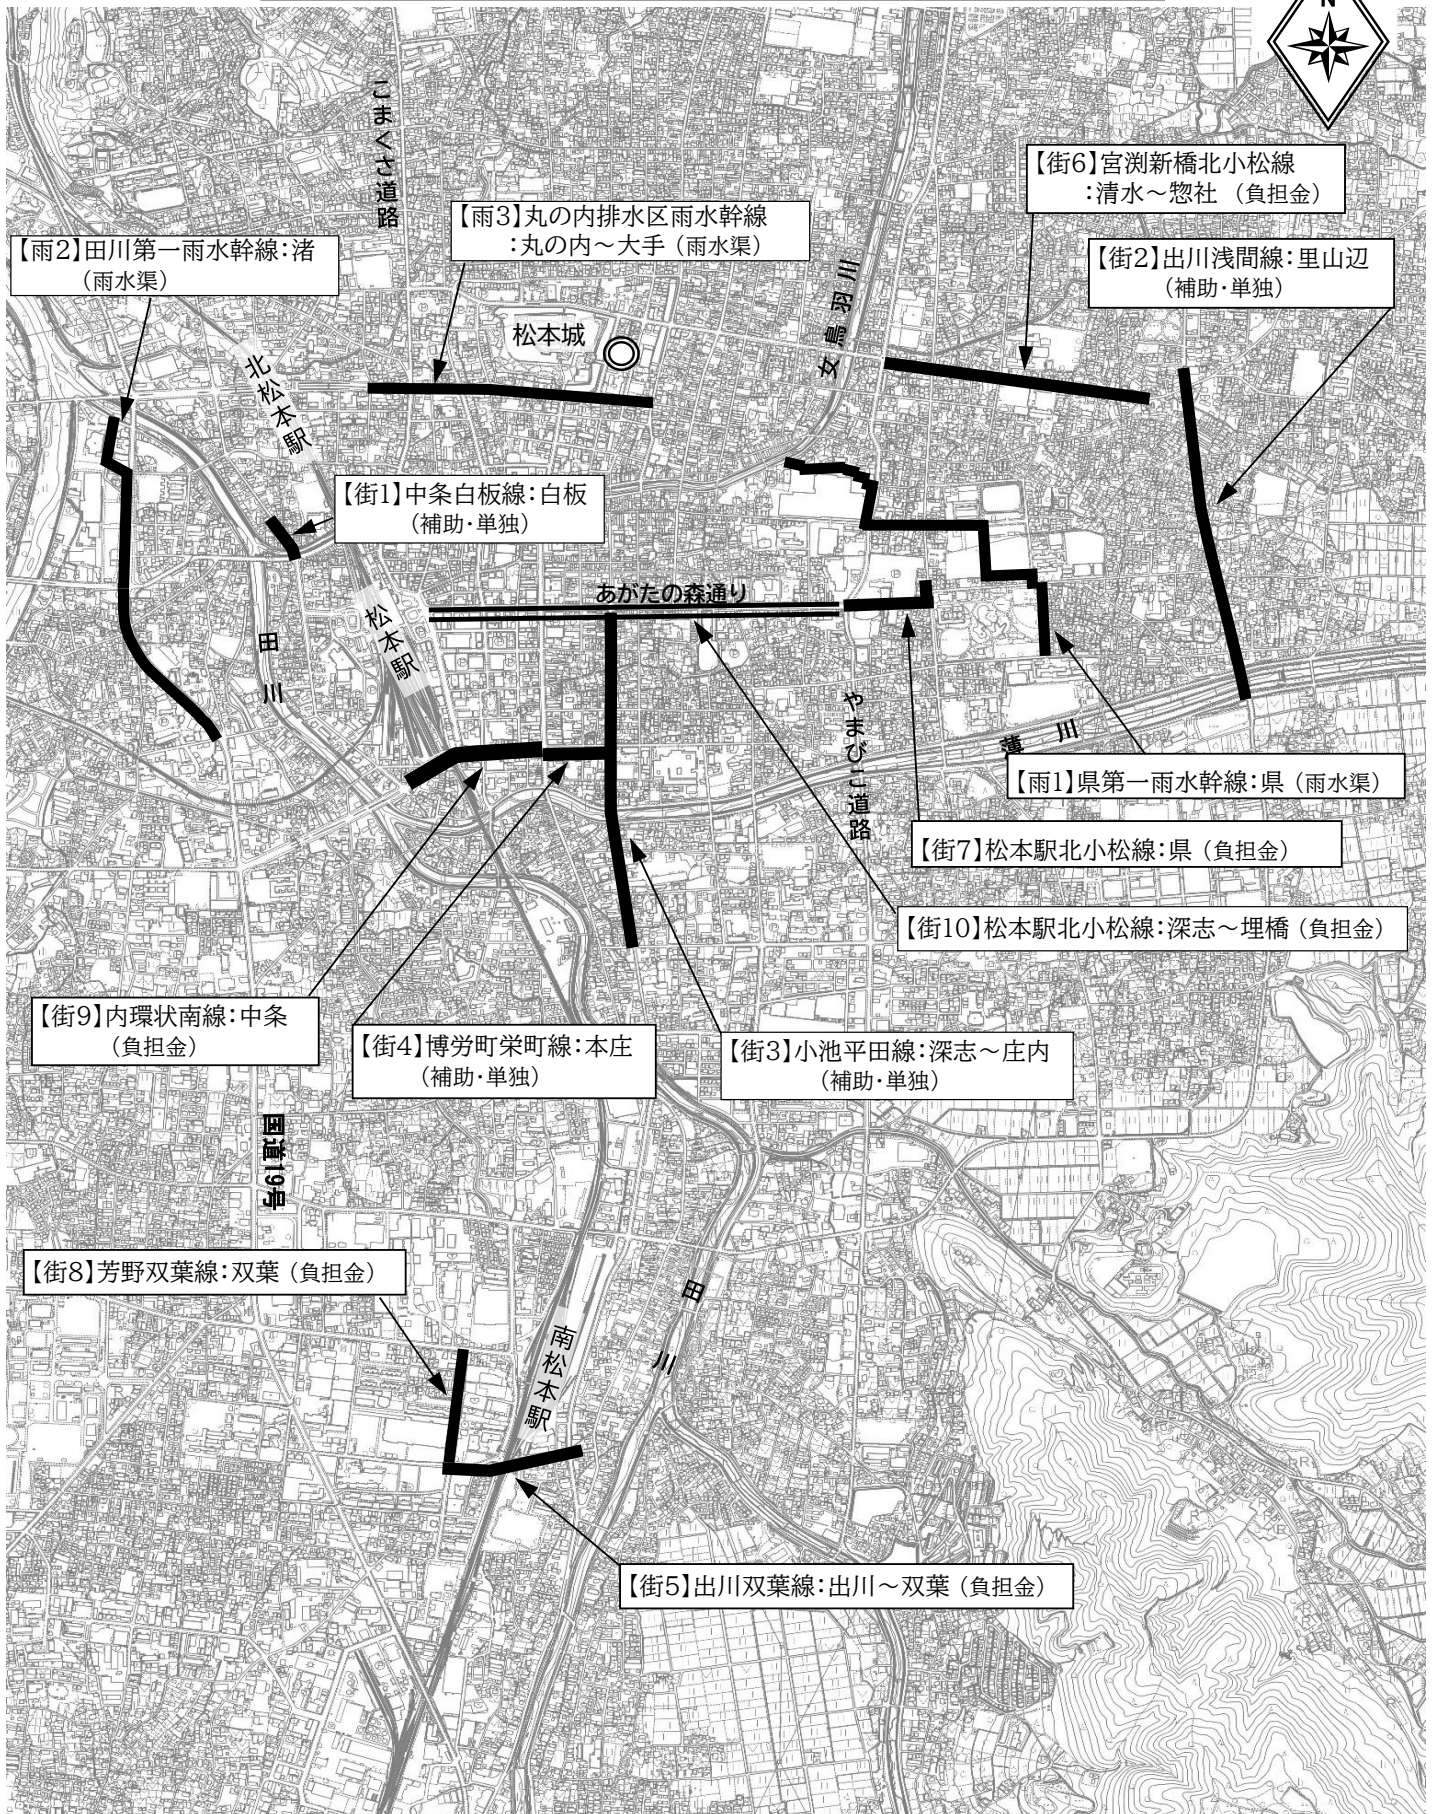 N
こまくさ道路
【街6】宮渕新橋北小松線
:清水～惣社 (負担金)
【雨3】丸の内排水区雨水幹線
:丸の内～大手 (雨水渠)
【雨2】田川第一雨水幹線:渚
(雨水渠)
【街2】出川浅間線:里山辺
(補助・単独)
女鳥羽川
松本城
北松本駅
【街1】中条白板線:白板
(補助・単独)
あがたの森通り
松本駅
田川
やまびこ道路
薄川
【雨1】県第一雨水幹線:県 (雨水渠)
【街7】松本駅北小松線:県 (負担金)
【街10】松本駅北小松線:深志～埋橋 (負担金)
【街9】内環状南線:中条
(負担金)
【街4】博労町栄町線:本庄
(補助・単独)
【街3】小池平田線:深志～庄内
(補助・単独)
国道19号
【街8】芳野双葉線:双葉 (負担金)
田川
南松本駅
【街5】出川双葉線:出川～双葉 (負担金)